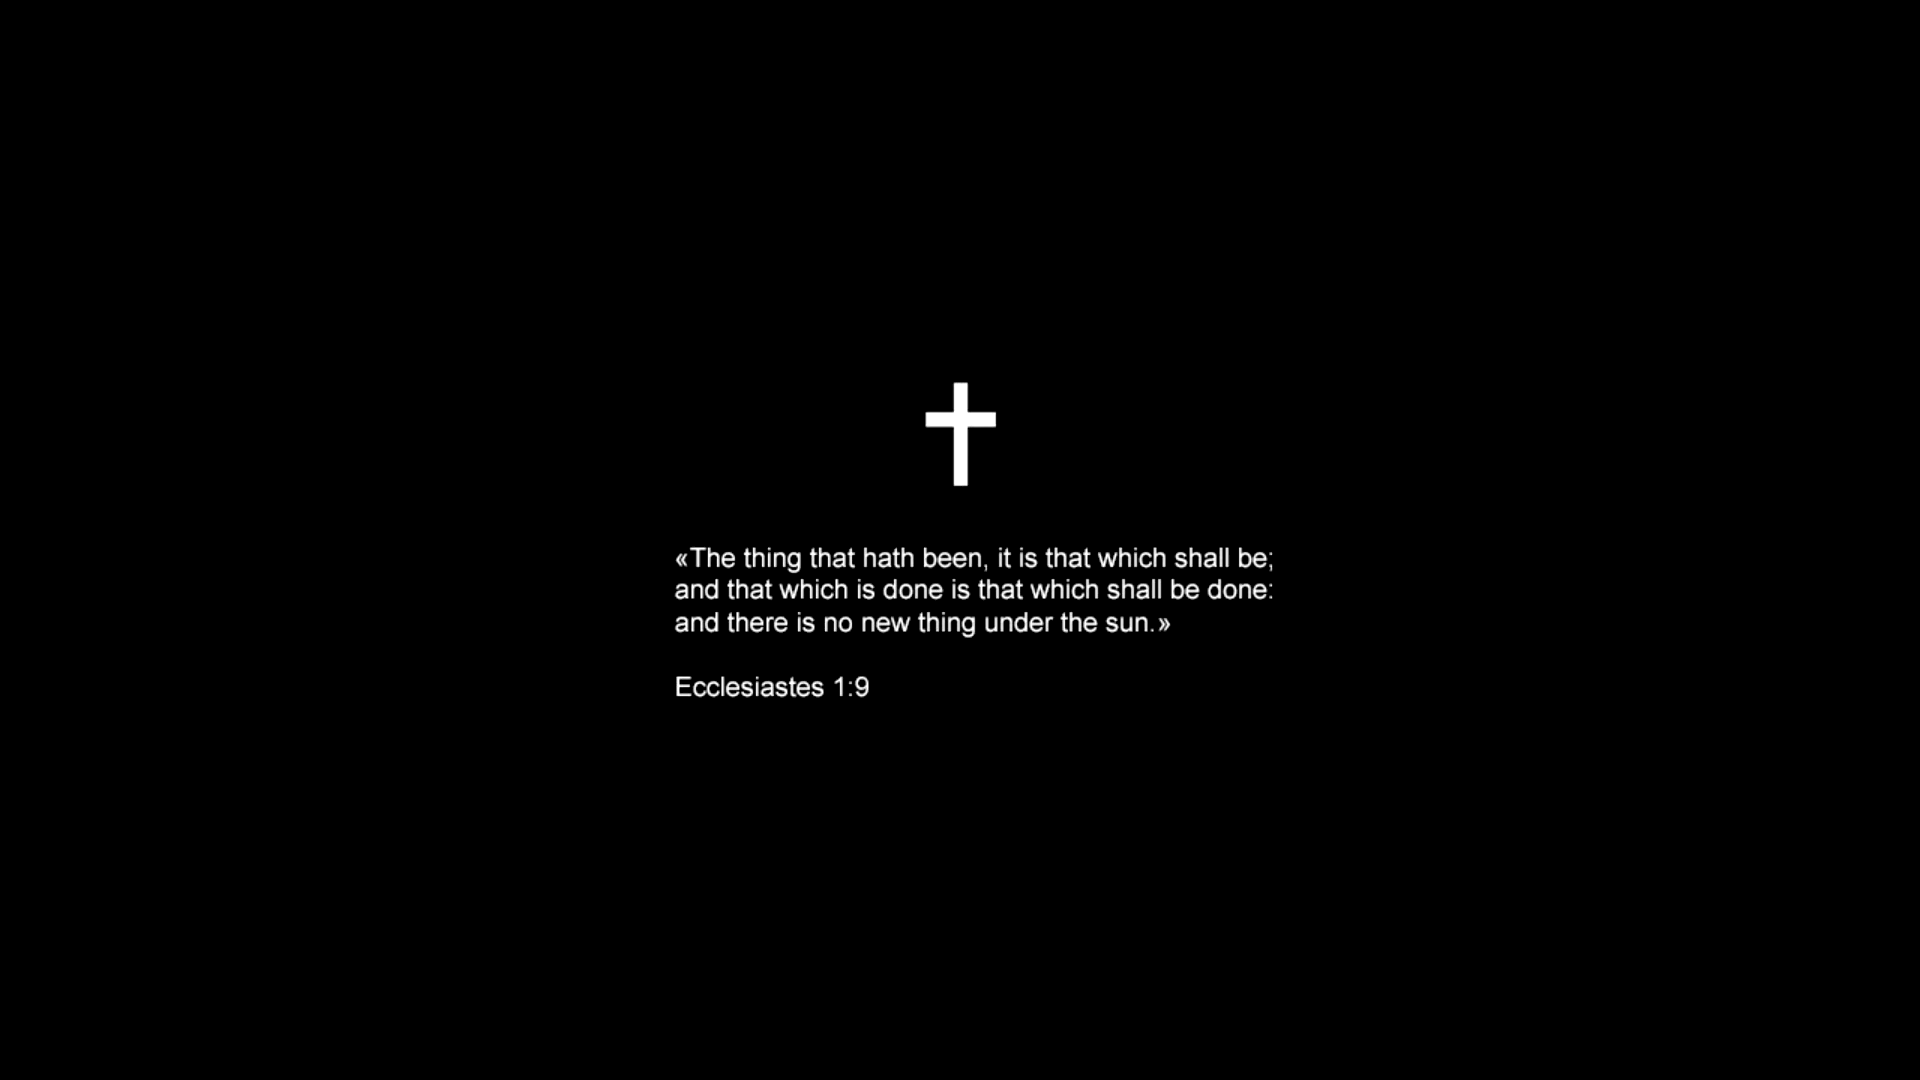 «The thing that hath been, it is that which shall be;
and that which is done is that which shall be done:
and there is no new thing under the sun.»
Ecclesiastes 1:9